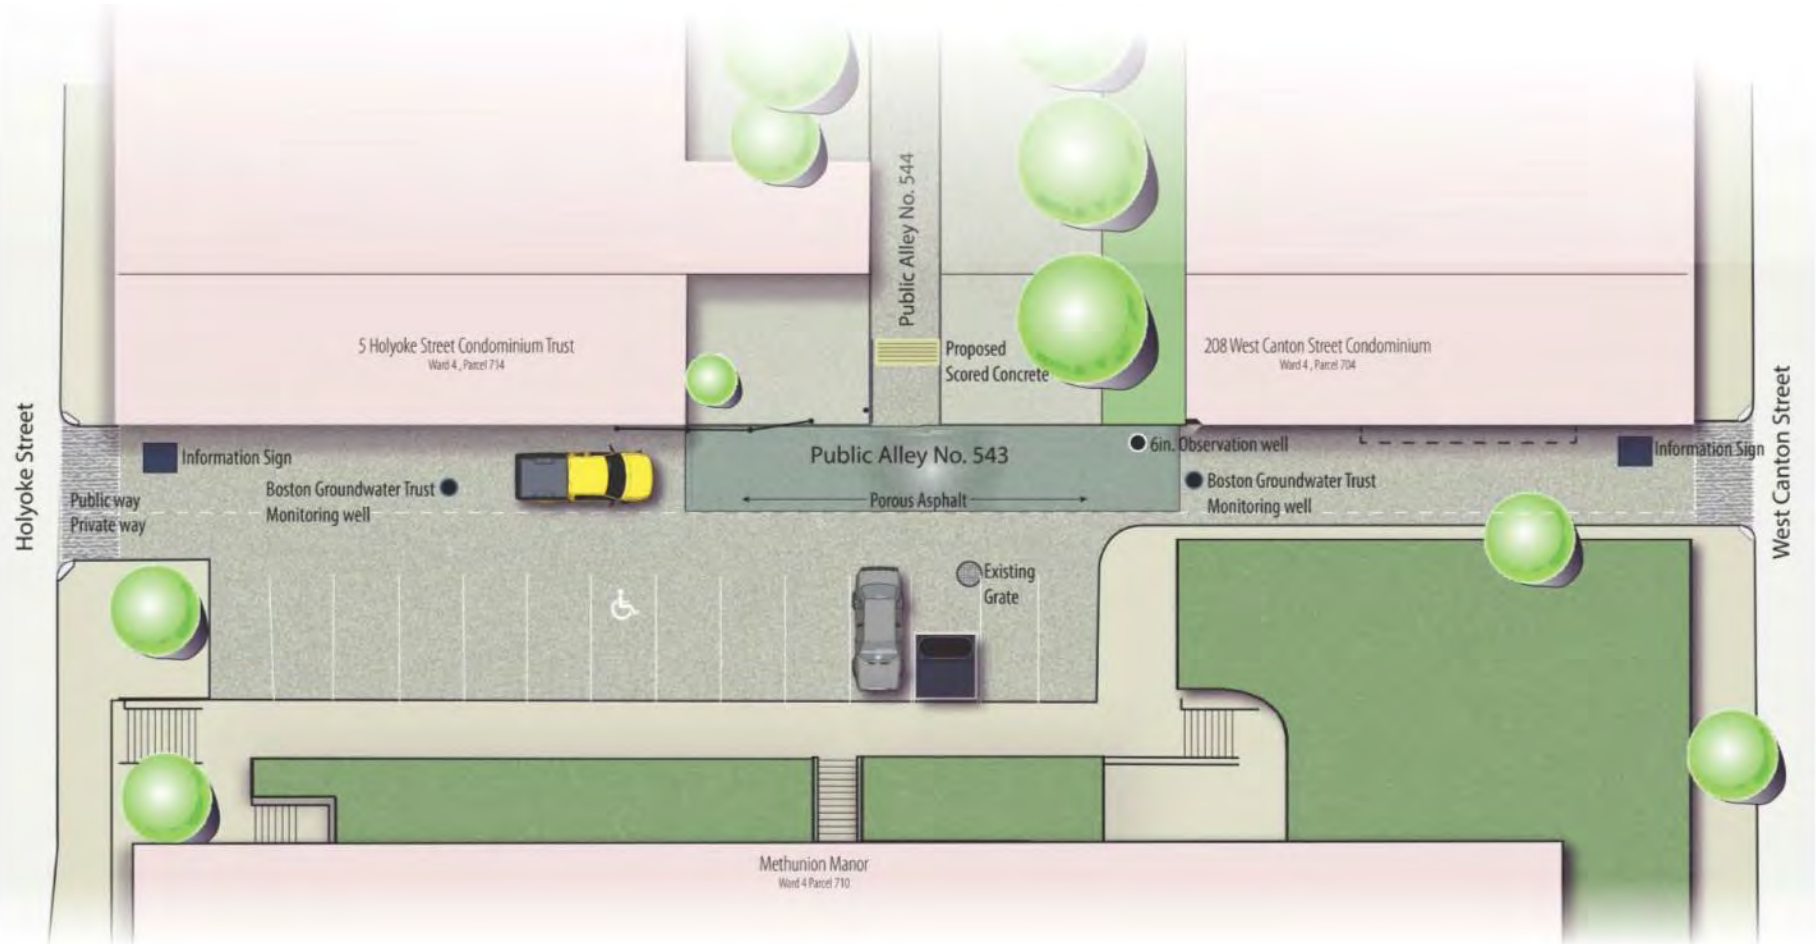 Public Alley No. 544
5 Holyoke Street Condominium Trust
Ward 4 , Parcel 714
Proposed
Scored Concrete
208 West Canton Street Condominium
Ward 4 , Parcel 704
Holyoke Street
West Canton Street
Information Sign
Public Alley No. 543
6in. Observation well
Information Sign
Public way
Private way
Boston Groundwater Trust
Monitoring well
Porous Asphalt
Boston Groundwater Trust
Monitoring well
Existing
Grate
Methunion Manor
Ward 4 Parcel 710